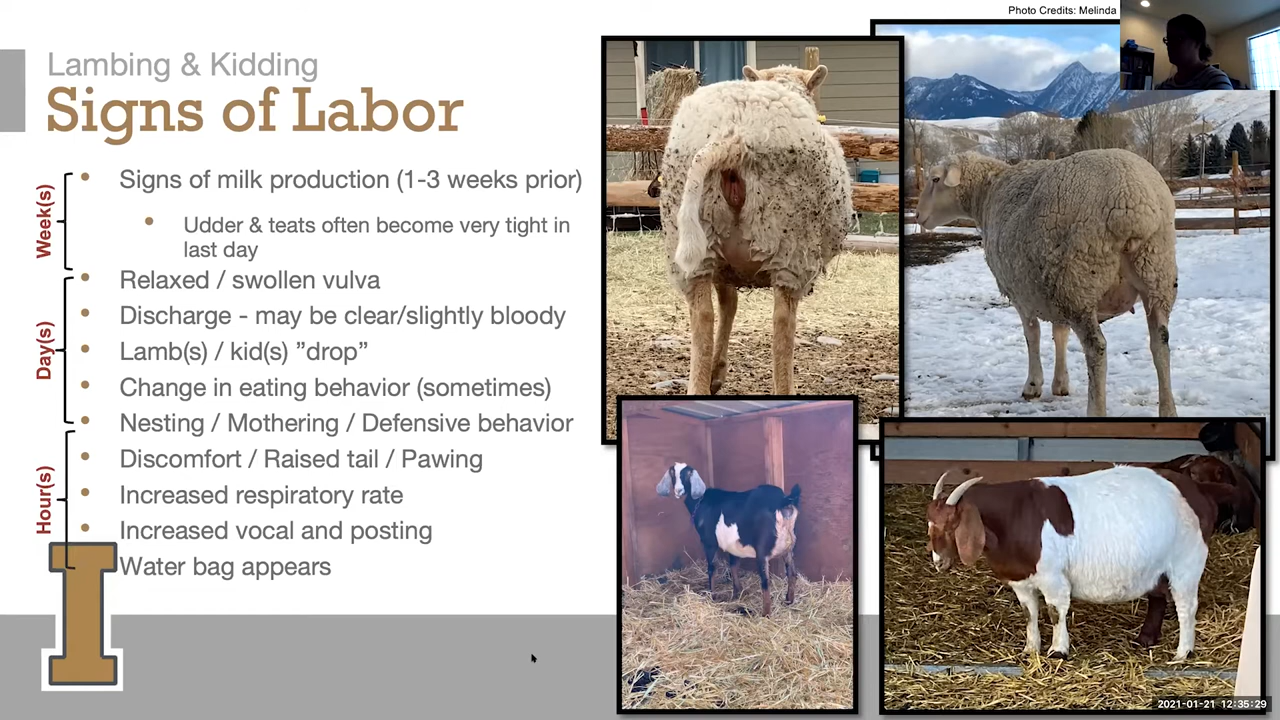 Photo Credits: Melinda
Lambing & Kidding
Signs of Labor
Week(s)
Signs of milk production (1-3 weeks prior)
Udder & teats often become very tight in
last day
Day(s)
Relaxed / swollen vulva
Discharge - may be clear/slightly bloody
Lamb(s) / kid(s) ”drop”
Change in eating behavior (sometimes)
Nesting / Mothering / Defensive behavior
Hour(s)
Discomfort / Raised tail / Pawing
Increased respiratory rate
Increased vocal and posting
Water bag appears
I
2021-01-21 12:35:29